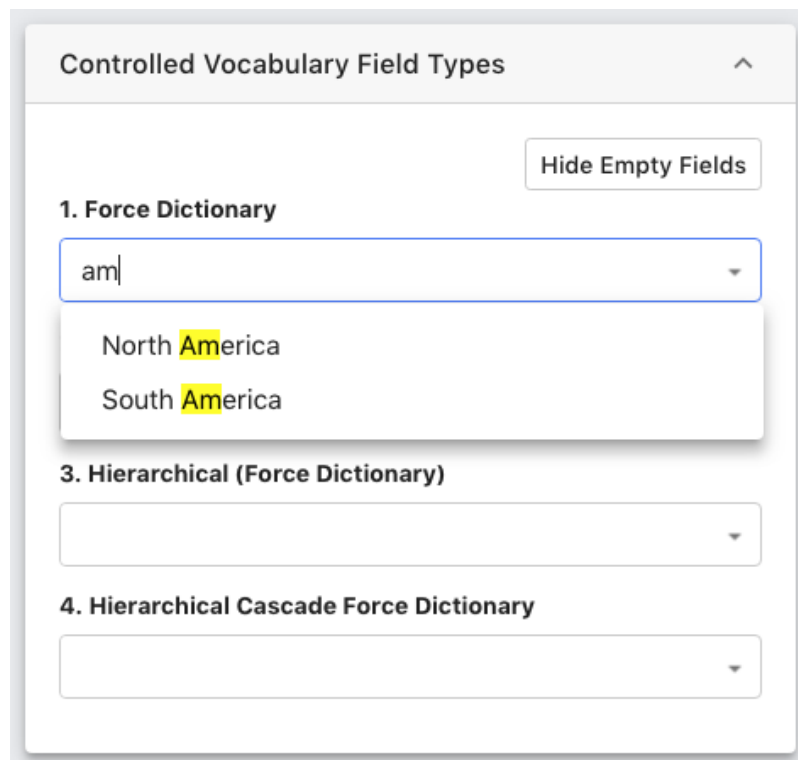 Controlled Vocabulary Field Types
Hide Empty Fields
1. Force Dictionary
am
North America
South America
3. Hierarchical (Force Dictionary)
4. Hierarchical Cascade Force Dictionary